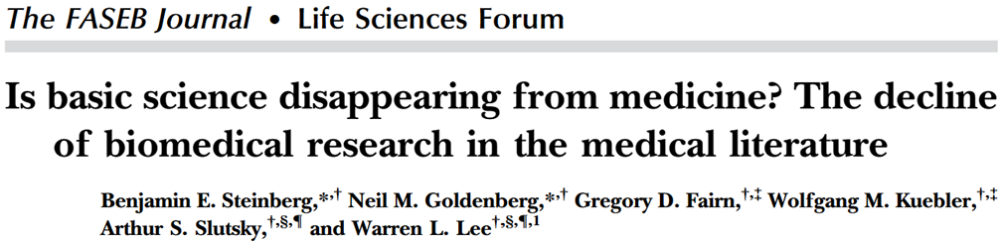 The FASEB Journal • Life Sciences Forum
Is basic science disappearing from medicine? The decline
of biomedical research in the medical literature
Benjamin E. Steinberg,*,† Neil M. Goldenberg,*,† Gregory D. Fairn,†,‡ Wolfgang M. Kuebler,†,‡
Arthur S. Slutsky,†,§,¶ and Warren L. Lee†,§,¶,1